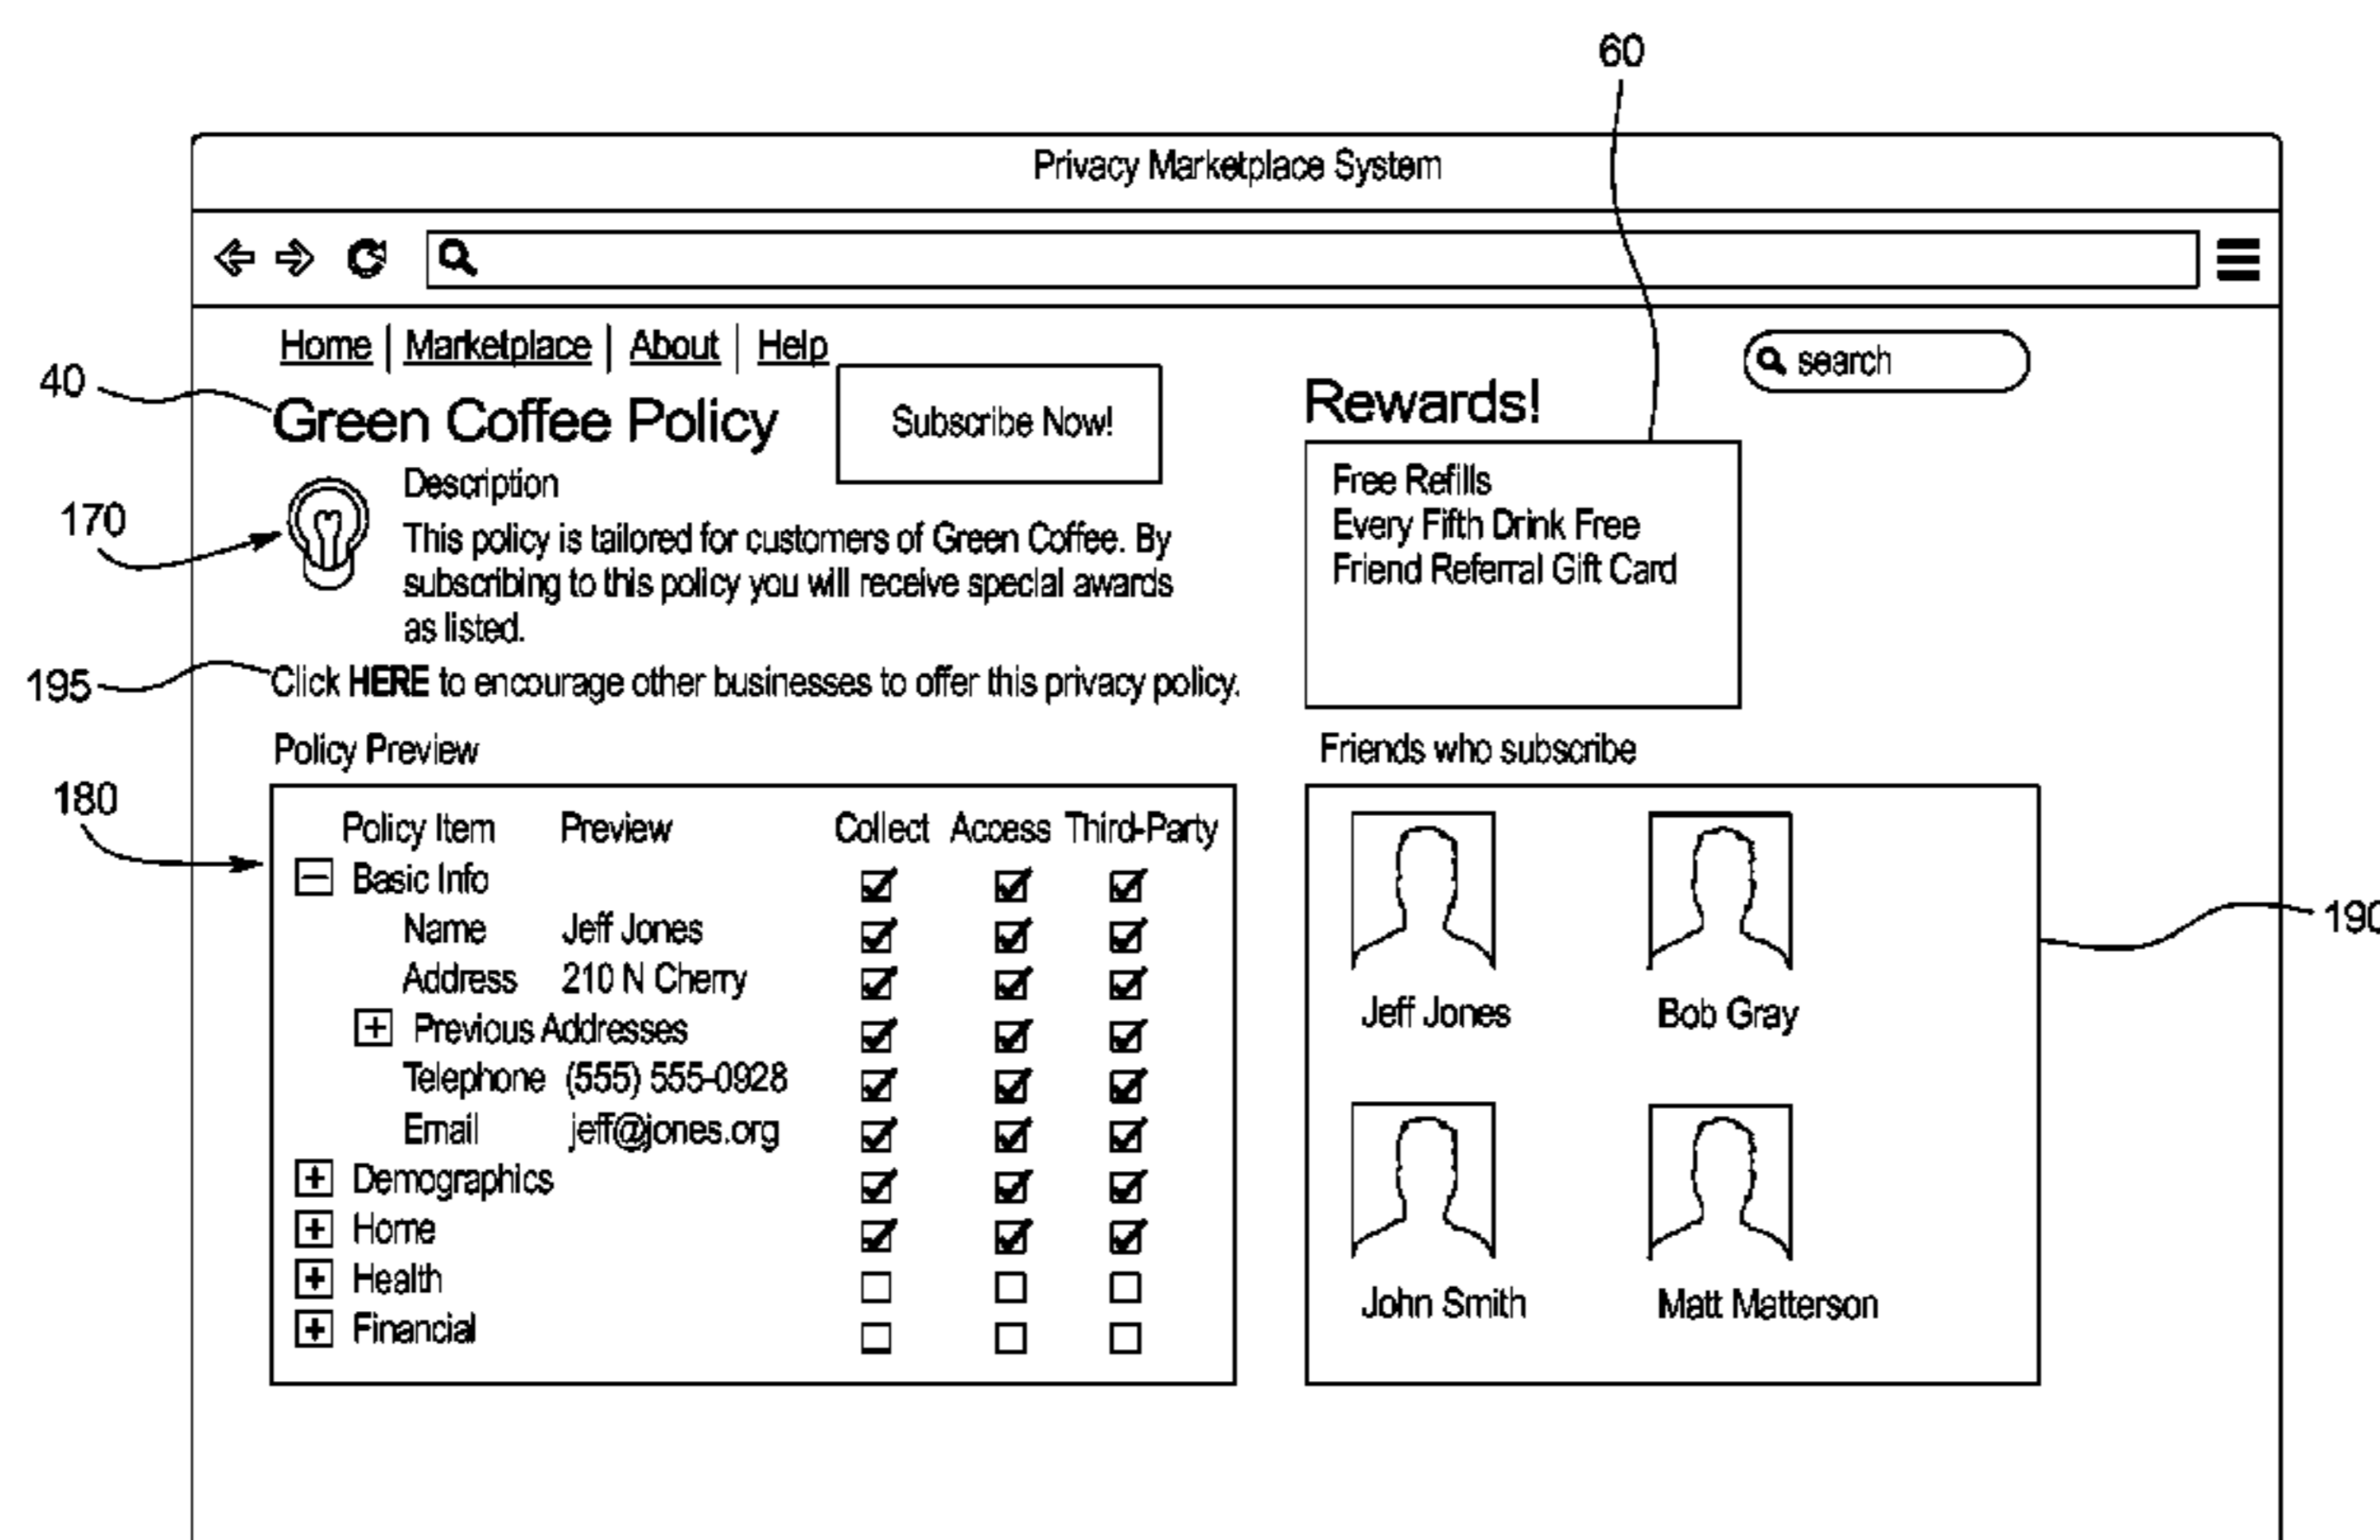 60
Privacy Marketplace System
Home | Marketplace | About | Help
search
40
Green Coffee Policy
Subscribe Now!
Rewards!
170
Description
This policy is tailored for customers of Green Coffee. By
subscribing to this policy you will receive special awards
as listed.
Free Refills
Every Fifth Drink Free
Friend Referral Gift Card
195
Click HERE to encourage other businesses to offer this privacy policy.
Policy Preview
Friends who subscribe
180
Policy Item Preview Collect Access Third-Party
Basic Info
Name Jeff Jones
Address 210 N Cherry
Previous Addresses
Telephone (555) 555-0928
Email jeff@jones.org
Demographics
Home
Health
Financial
Jeff Jones Bob Gray
John Smith Matt Matterson
190